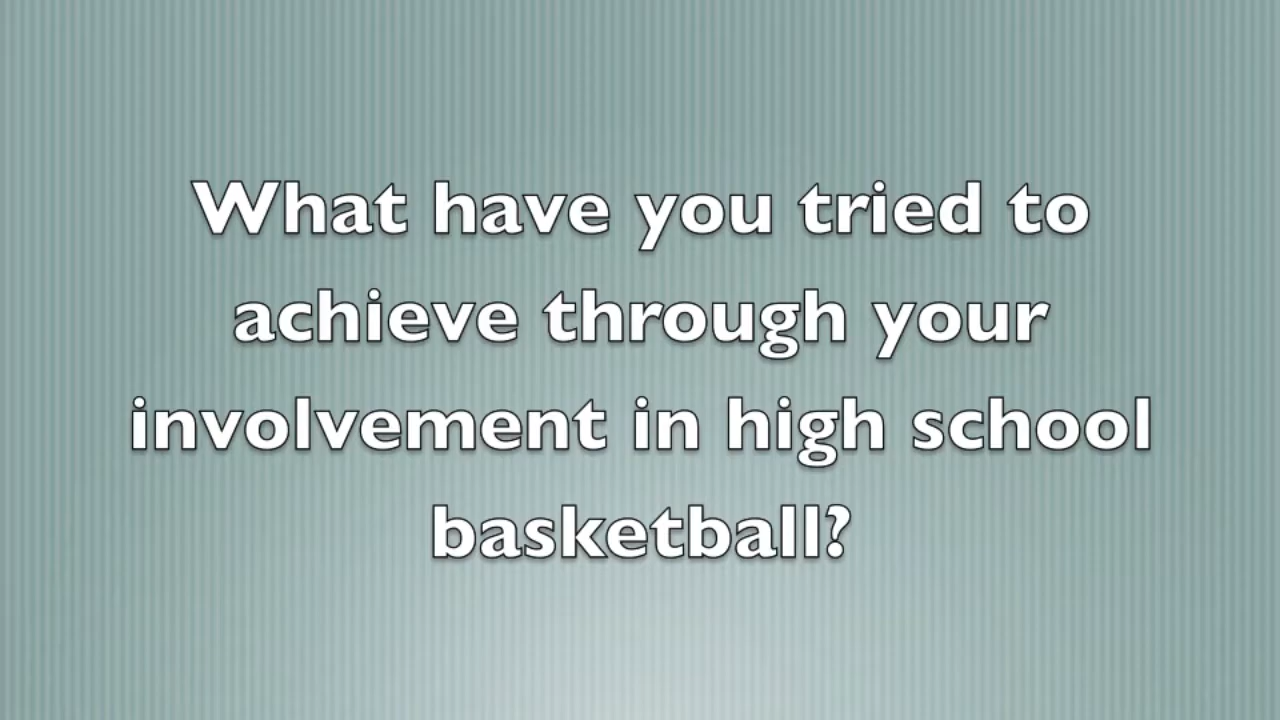 What have you tried to
achieve through your
involvement in high school
basketball?